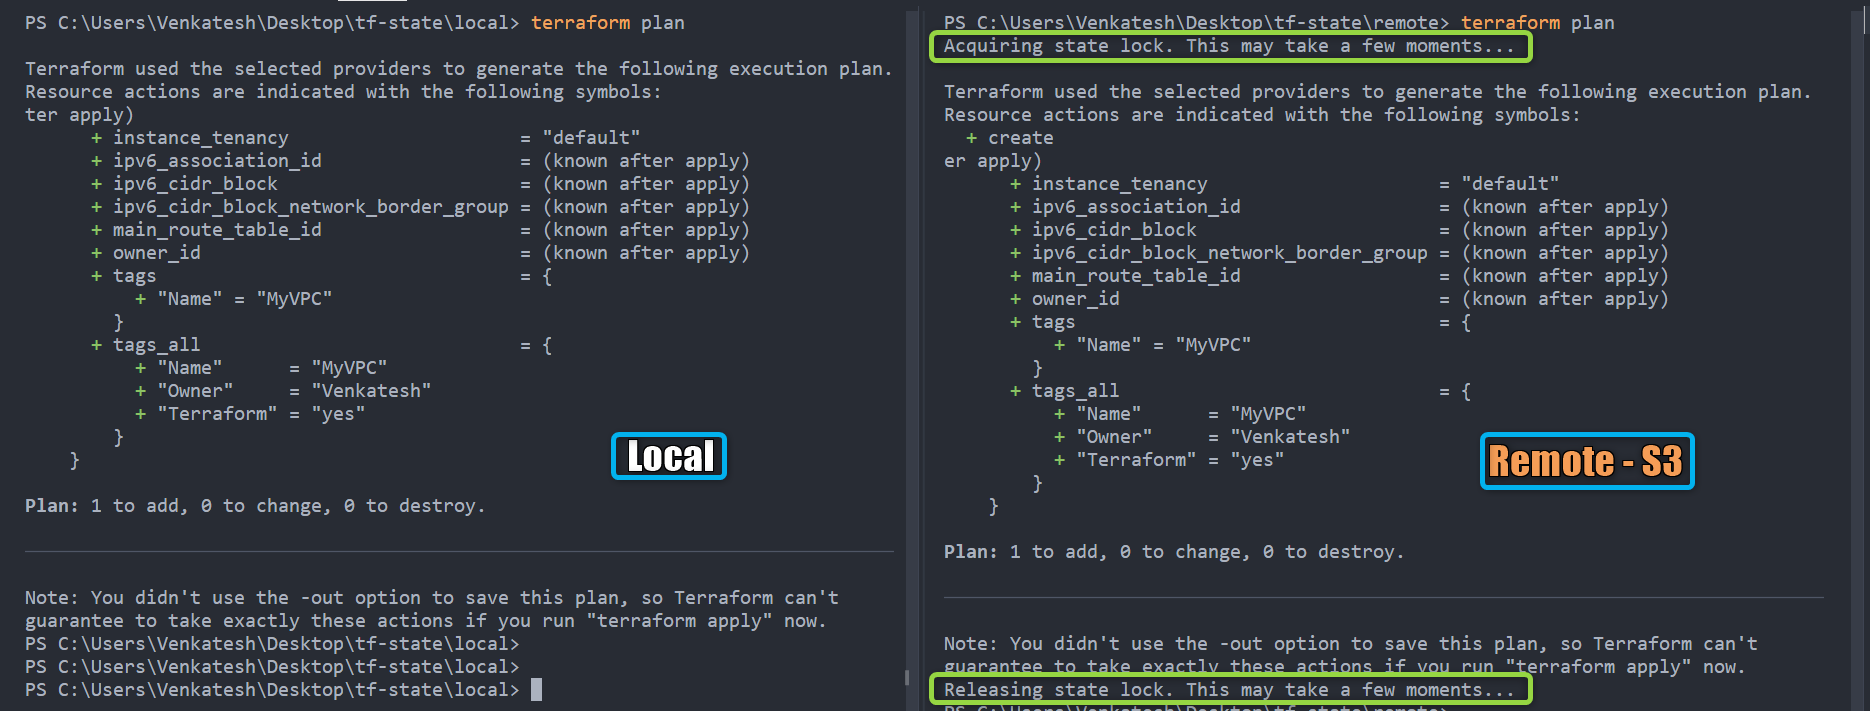 PS C:\Users\Venkatesh\Desktop\tf-state\local> terraform plan
Terraform used the selected providers to generate the following execution plan.
Resource actions are indicated with the following symbols:
ter apply)
+ instance_tenancy = "default"
+ ipv6_association_id = (known after apply)
+ ipv6_cidr_block = (known after apply)
+ ipv6_cidr_block_network_border_group = (known after apply)
+ main_route_table_id = (known after apply)
+ owner_id = (known after apply)
+ tags = {
+ "Name" = "MyVPC"
}
+ tags_all = {
+ "Name" = "MyVPC"
+ "Owner" = "Venkatesh"
+ "Terraform" = "yes"
}
}
Local
Plan: 1 to add, 0 to change, 0 to destroy.
Note: You didn't use the -out option to save this plan, so Terraform can't
guarantee to take exactly these actions if you run "terraform apply" now.
PS C:\Users\Venkatesh\Desktop\tf-state\local>
PS C:\Users\Venkatesh\Desktop\tf-state\local>
PS C:\Users\Venkatesh\Desktop\tf-state\local>
PS C:\Users\Venkatesh\Desktop\tf-state\remote> terraform plan
Acquiring state lock. This may take a few moments...
Terraform used the selected providers to generate the following execution plan.
Resource actions are indicated with the following symbols:
+ create
er apply)
+ instance_tenancy = "default"
+ ipv6_association_id = (known after apply)
+ ipv6_cidr_block = (known after apply)
+ ipv6_cidr_block_network_border_group = (known after apply)
+ main_route_table_id = (known after apply)
+ owner_id = (known after apply)
+ tags = {
+ "Name" = "MyVPC"
}
+ tags_all = {
+ "Name" = "MyVPC"
+ "Owner" = "Venkatesh"
+ "Terraform" = "yes"
}
}
Remote - S3
Plan: 1 to add, 0 to change, 0 to destroy.
Note: You didn't use the -out option to save this plan, so Terraform can't
guarantee to take exactly these actions if you run "terraform apply" now.
Releasing state lock. This may take a few moments...
PS C:\Users\Venkatesh\Desktop\tf-state\remote>